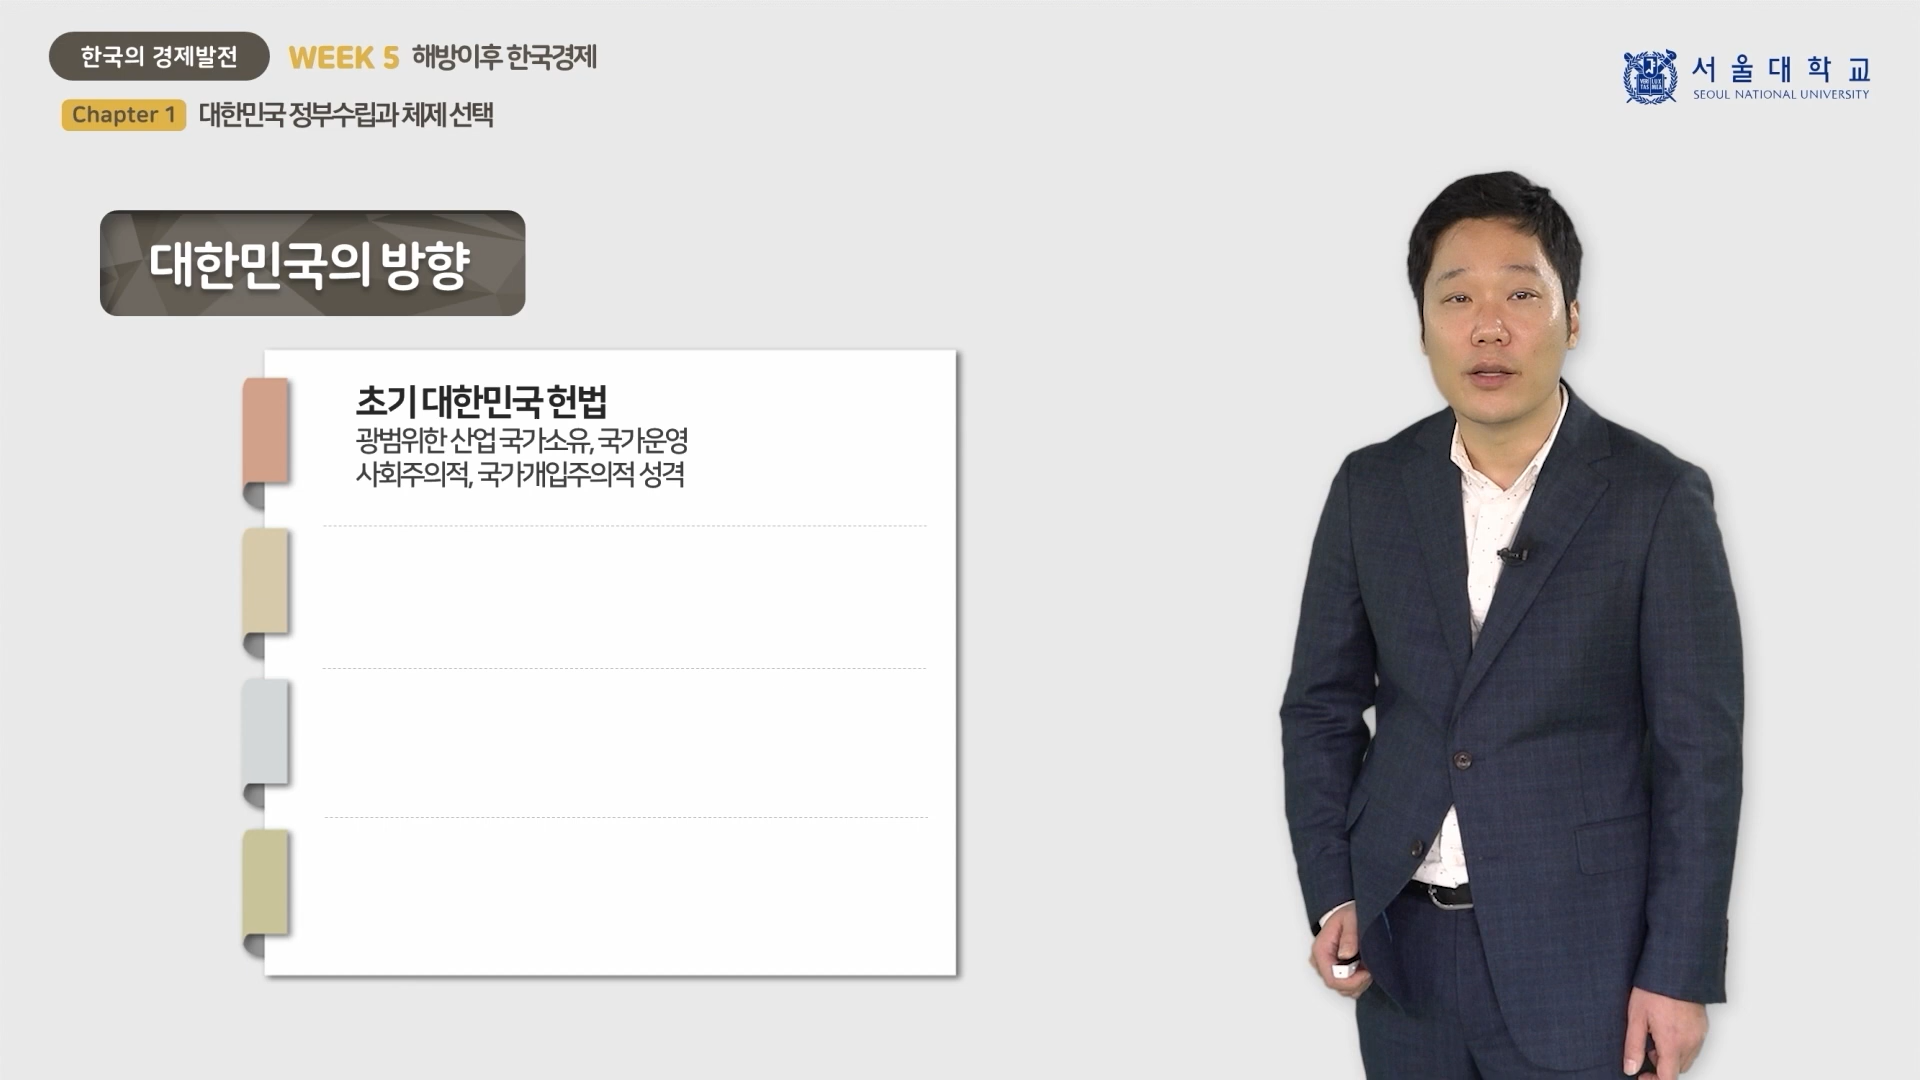 한국의 경제발전
WEEK 5 해방이후 한국경제
Chapter 1 대한민국 정부수립과 체제 선택
서울대학교
SEOUL NATIONAL UNIVERSITY
대한민국의 방향
초기 대한민국 헌법
광범위한 산업 국가소유, 국가운영
사회주의적, 국가개입주의적 성격